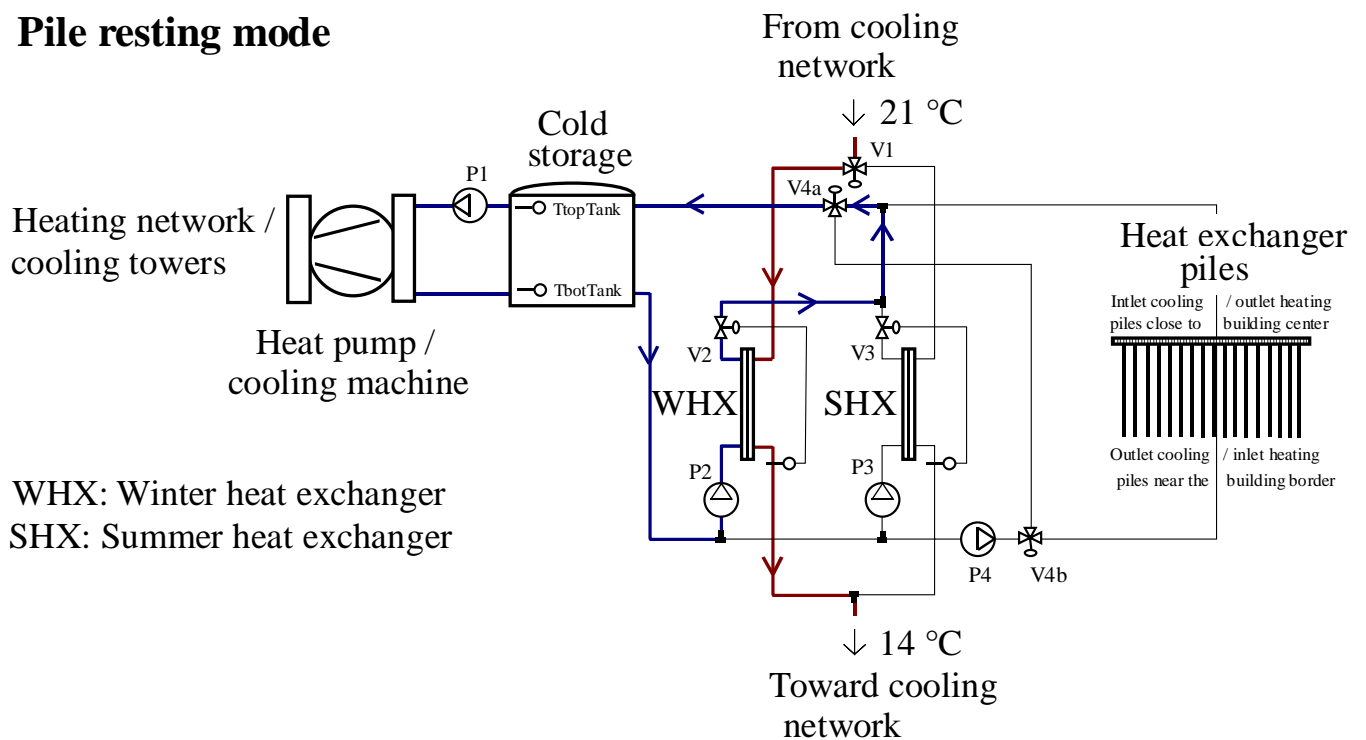 Pile resting mode
From cooling
network
21 °C
Cold
storage
P1
V1
V4a
TtopTank
Heating network /
cooling towers
Heat exchanger
piles
TbotTank
Intlet cooling / outlet heating
piles close to building center
Heat pump /
cooling machine
V2
V3
WHX
SHX
Outlet cooling / inlet heating
piles near the building border
P2
P3
WHX: Winter heat exchanger
SHX: Summer heat exchanger
P4
V4b
14 °C
Toward cooling
network